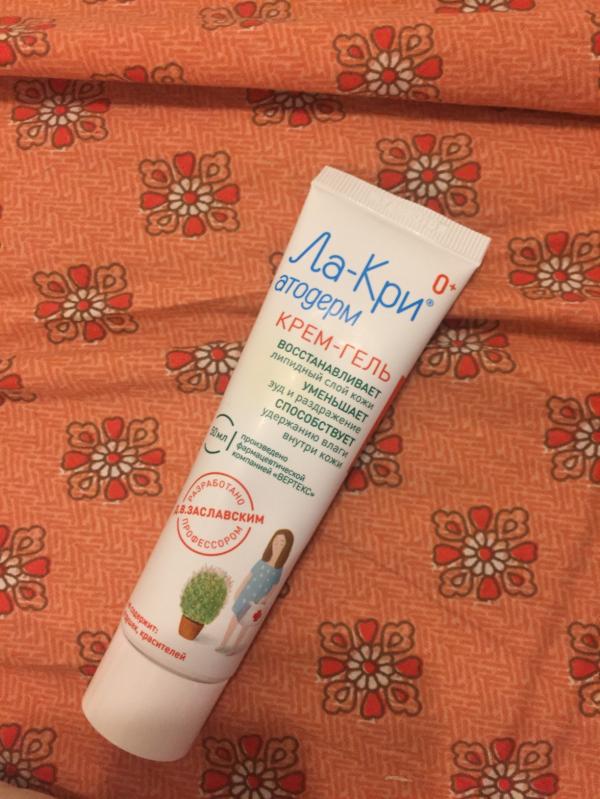 Ла-Кри®
0+
атодерм
КРЕМ-ГЕЛЬ
ВОССТАНАВЛИВАЕТ
липидный слой кожи
УМЕНЬШАЕТ
зуд и раздражение
СПОСОБСТВУЕТ
удержанию влаги
внутри кожи
50 мл
произведено
фармацевтической
компанией «ВЕРТЕКС»
РАЗРАБОТАНО
Д.В.ЗАСЛАВСКИМ
ПРОФЕССОРОМ
содержит:
красителей